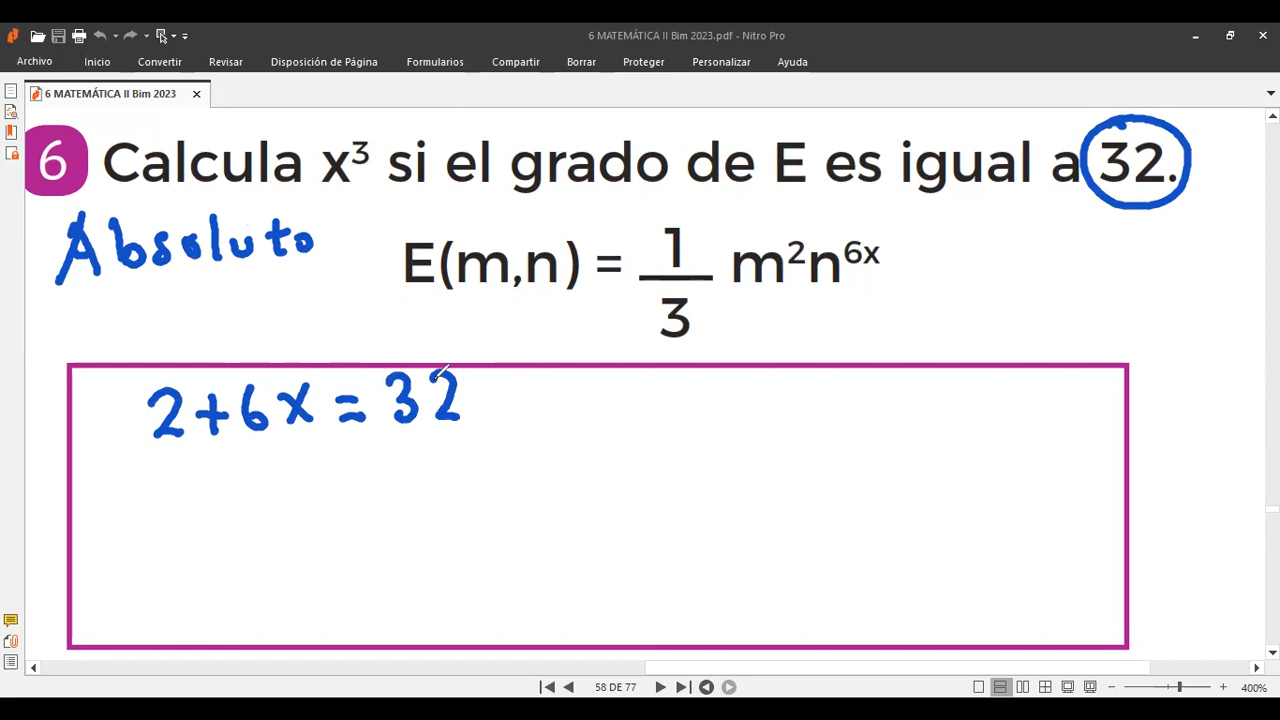 6 MATEMÁTICA II Bim 2023.pdf - Nitro Pro
Archivo Inicio Convertir Revisar Disposición de Página Formularios Compartir Borrar Proteger Personalizar Ayuda
6 MATEMÁTICA II Bim 2023
6 Calcula x³ si el grado de E es igual a 32.
Absoluto
E(m,n) = 1/3 m²n⁶ˣ
2+6x=32
58 DE 77
400%